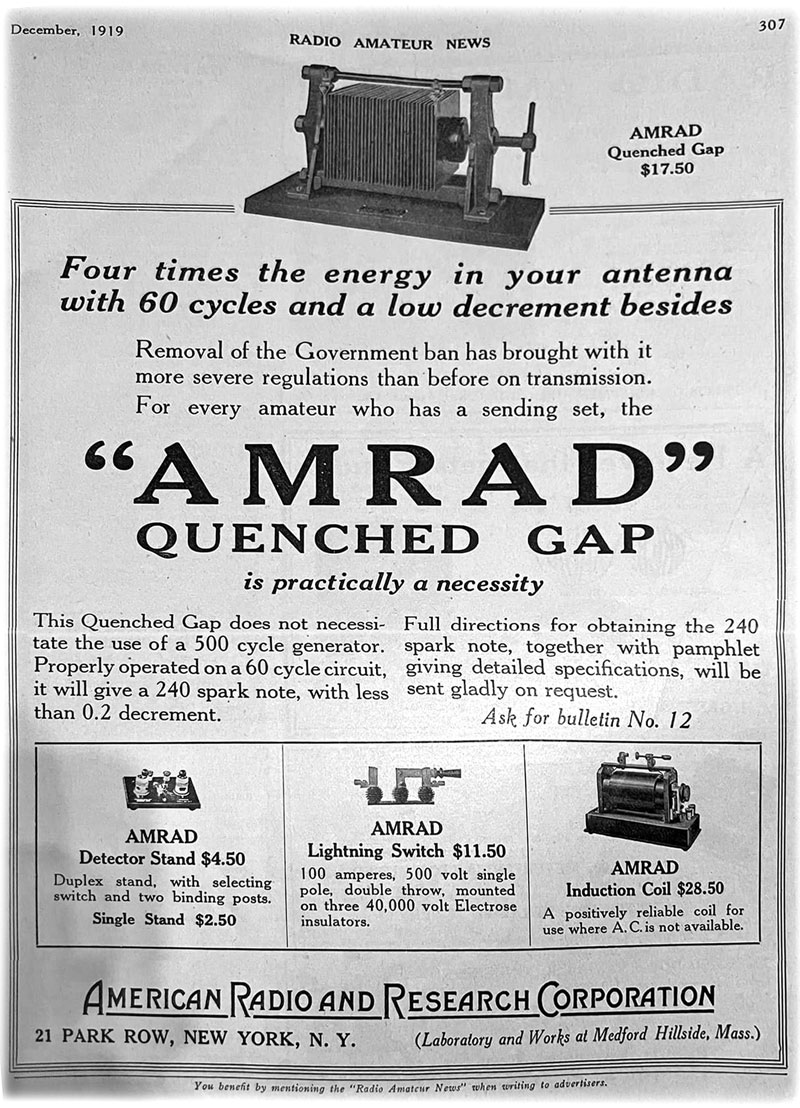 December, 1919
RADIO AMATEUR NEWS
307
AMRAD
Quenched Gap
$17.50
Four times the energy in your antenna
with 60 cycles and a low decrement besides
Removal of the Government ban has brought with it
more severe regulations than before on transmission.
For every amateur who has a sending set, the
“AMRAD”
QUENCHED GAP
is practically a necessity
This Quenched Gap does not necessi-
tate the use of a 500 cycle generator.
Properly operated on a 60 cycle circuit,
it will give a 240 spark note, with less
than 0.2 decrement.
Full directions for obtaining the 240
spark note, together with pamphlet
giving detailed specifications, will be
sent gladly on request.
Ask for bulletin No. 12
AMRAD
Detector Stand $4.50
Duplex stand, with selecting
switch and two binding posts.
Single Stand $2.50
AMRAD
Lightning Switch $11.50
100 amperes, 500 volt single
pole, double throw, mounted
on three 40,000 volt Electrose
insulators.
AMRAD
Induction Coil $28.50
A positively reliable coil for
use where A.C. is not available.
AMERICAN RADIO AND RESEARCH CORPORATION
21 PARK ROW, NEW YORK, N. Y.
(Laboratory and Works at Medford Hillside, Mass.)
You benefit by mentioning the "Radio Amateur News" when writing to advertisers.